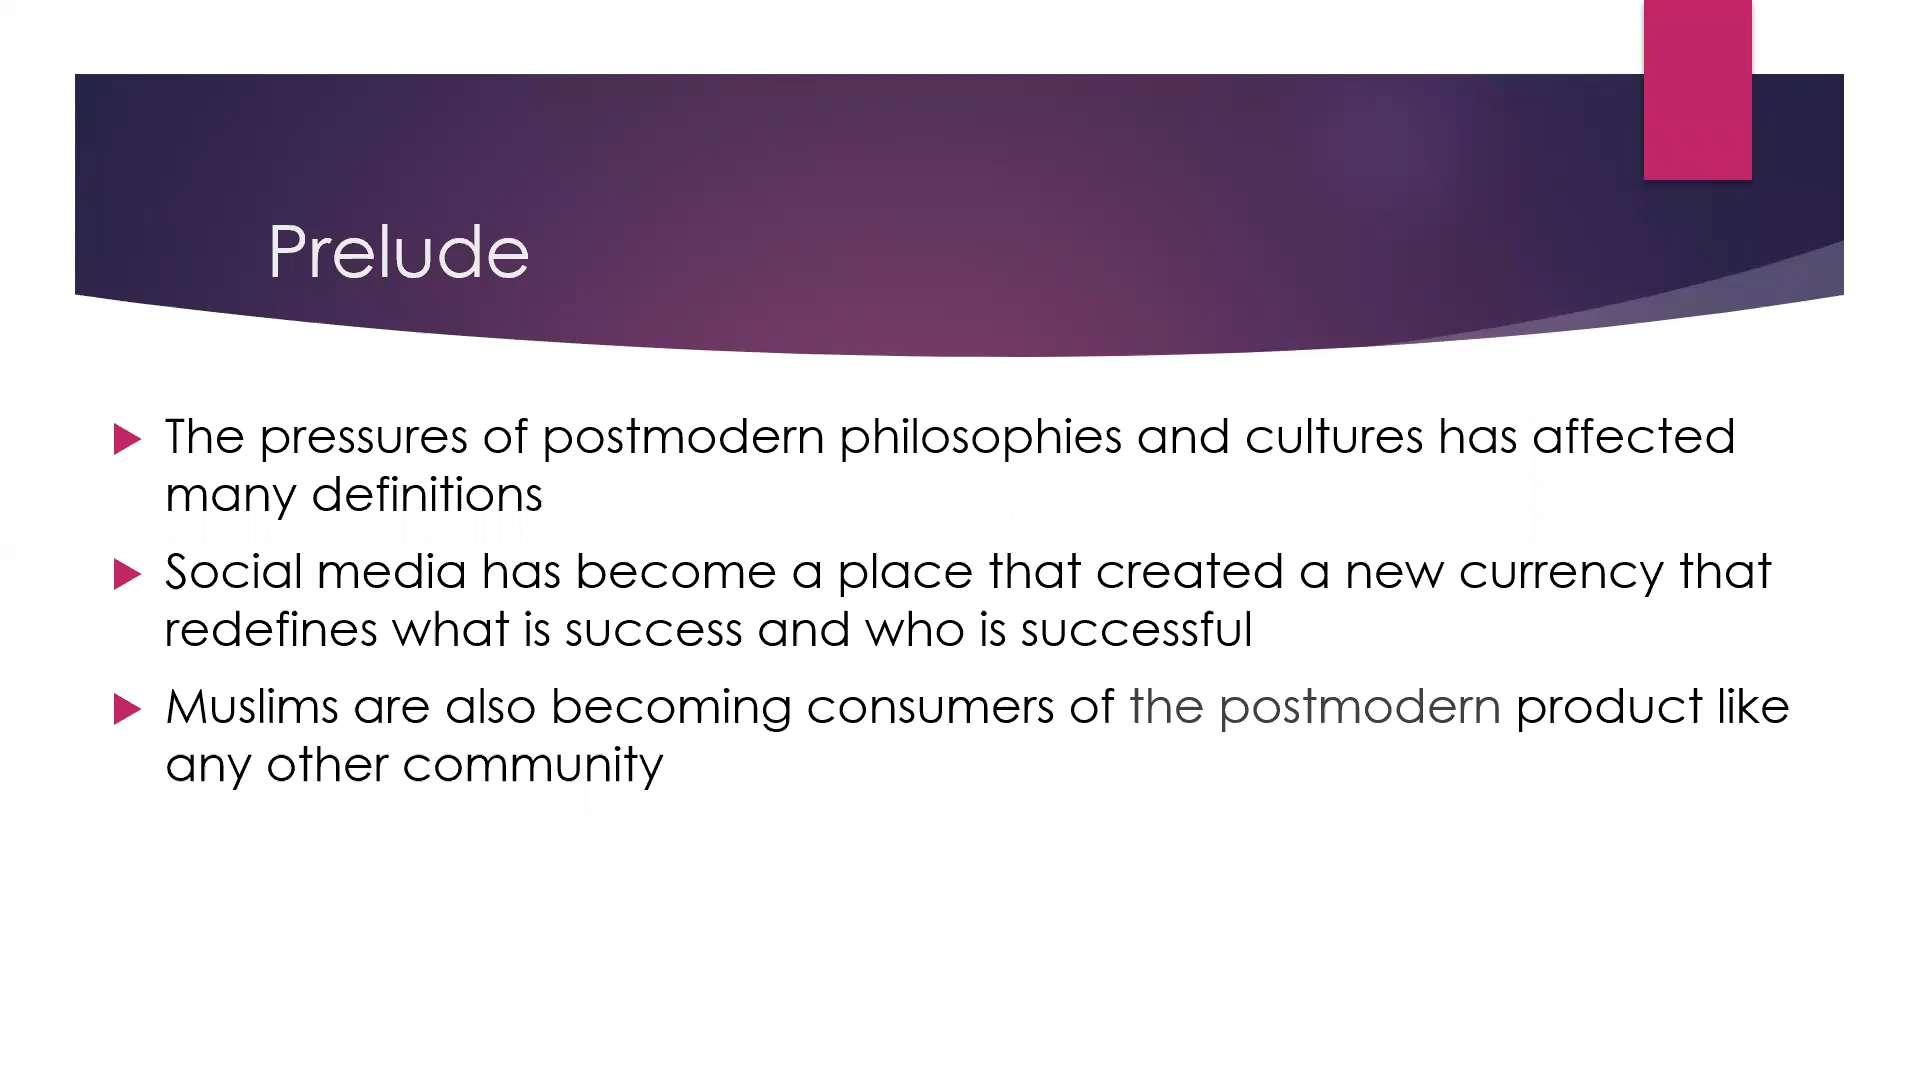 Prelude
The pressures of postmodern philosophies and cultures has affected
many definitions
Social media has become a place that created a new currency that
redefines what is success and who is successful
Muslims are also becoming consumers of the postmodern product like
any other community